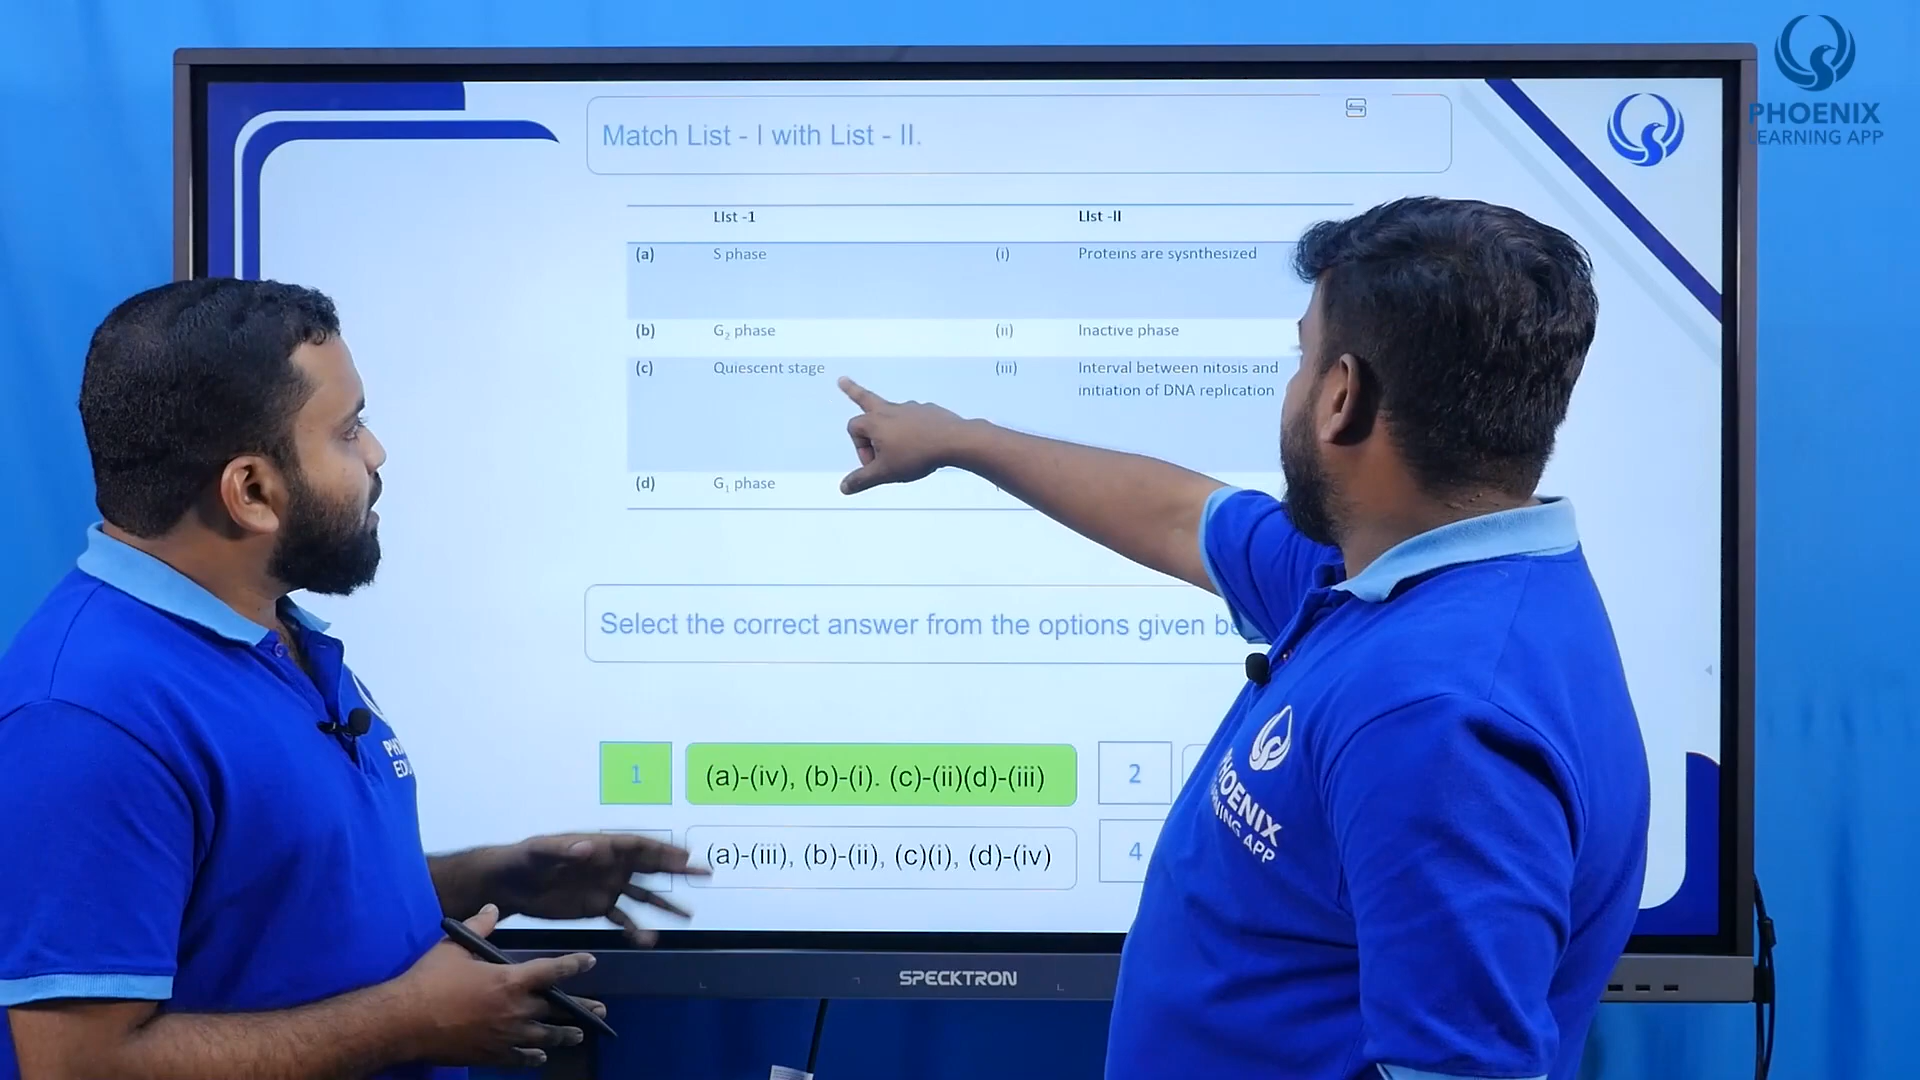 PHOENIX
LEARNING APP
Match List - I with List - II.
LIst -1 LIst -II
(a) S phase (i) Proteins are sysnthesized
(b) G2 phase (ii) Inactive phase
(c) Quiescent stage (iii) Interval between nitosis and
initiation of DNA replication
(d) G1 phase
Select the correct answer from the options given
1 (a)-(iv), (b)-(i). (c)-(ii)(d)-(iii) 2
(a)-(iii), (b)-(ii), (c)(i), (d)-(iv) 4
SPECKTRON
PHOENIX
APP